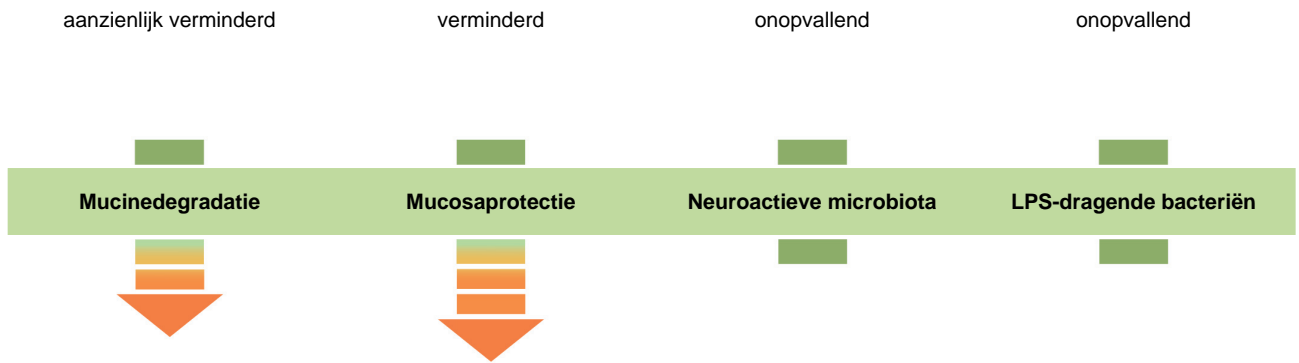 aanzienlijk verminderd
verminderd
onopvallend
onopvallend
Mucinedegradatie
Mucosaprotectie
Neuroactieve microbiota
LPS-dragende bacteriën